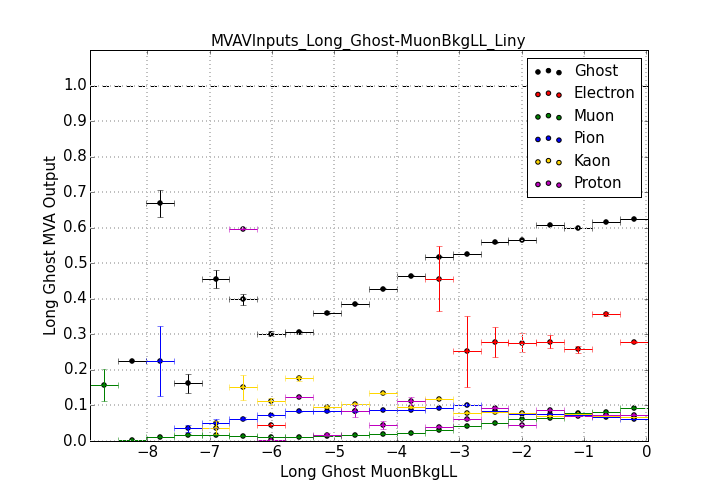 MVAVInputs_Long_Ghost-MuonBkgLL_Liny
Long Ghost MVA Output
1.0
0.9
0.8
0.7
0.6
0.5
0.4
0.3
0.2
0.1
0.0
Ghost
Electron
Muon
Pion
Kaon
Proton
−8 −7 −6 −5 −4 −3 −2 −1 0
Long Ghost MuonBkgLL